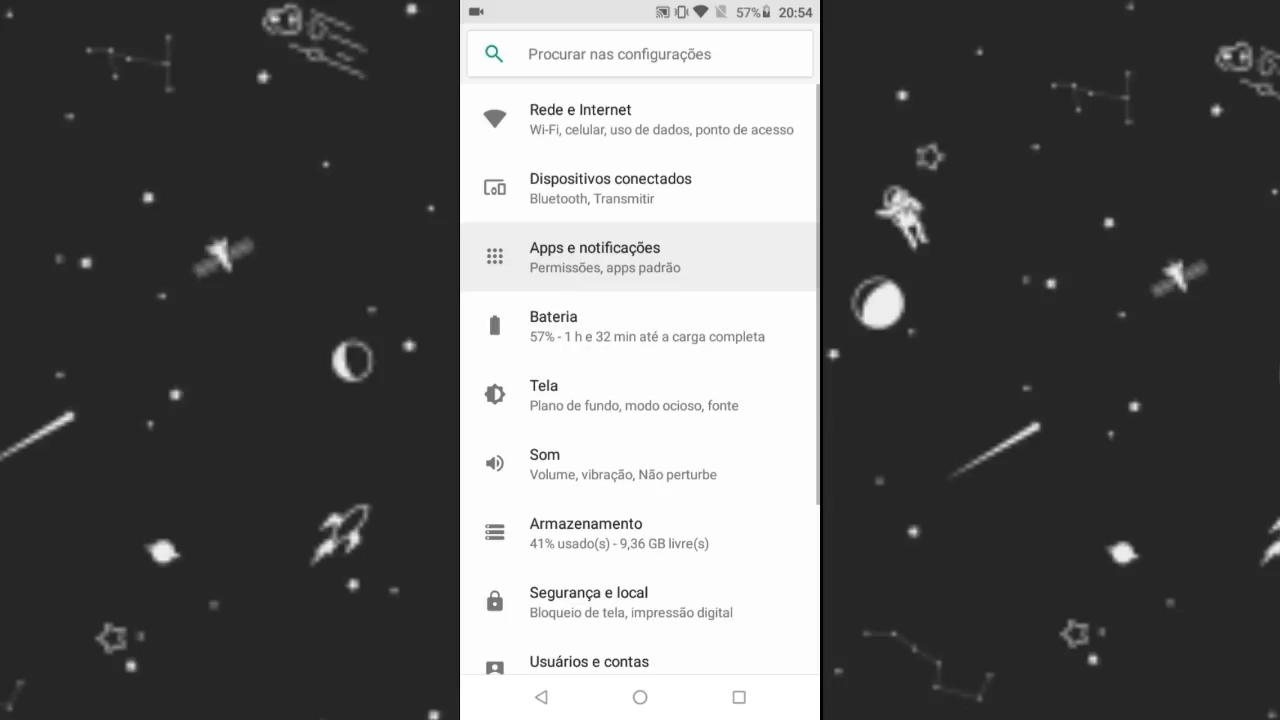 57% 20:54
Procurar nas configurações
Rede e Internet
Wi-Fi, celular, uso de dados, ponto de acesso
Dispositivos conectados
Bluetooth, Transmitir
Apps e notificações
Permissões, apps padrão
Bateria
57% - 1 h e 32 min até a carga completa
Tela
Plano de fundo, modo ocioso, fonte
Som
Volume, vibração, Não perturbe
Armazenamento
41% usado(s) - 9,36 GB livre(s)
Segurança e local
Bloqueio de tela, impressão digital
Usuários e contas